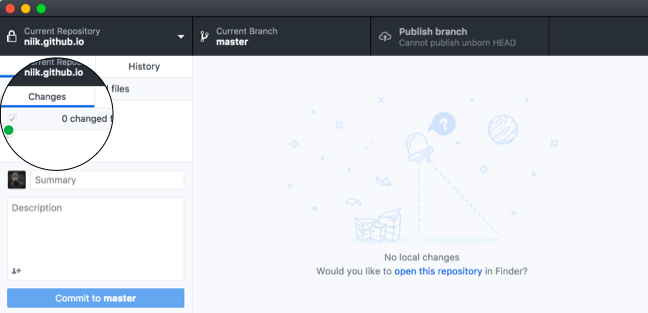 Current Repository
niik.github.io
Current Branch
master
Publish branch
Cannot publish unborn HEAD
Current Repos
niik.github.io
Changes
History
files
0 changed f
Summary
Description
Commit to master
?
No local changes
Would you like to open this repository in Finder?